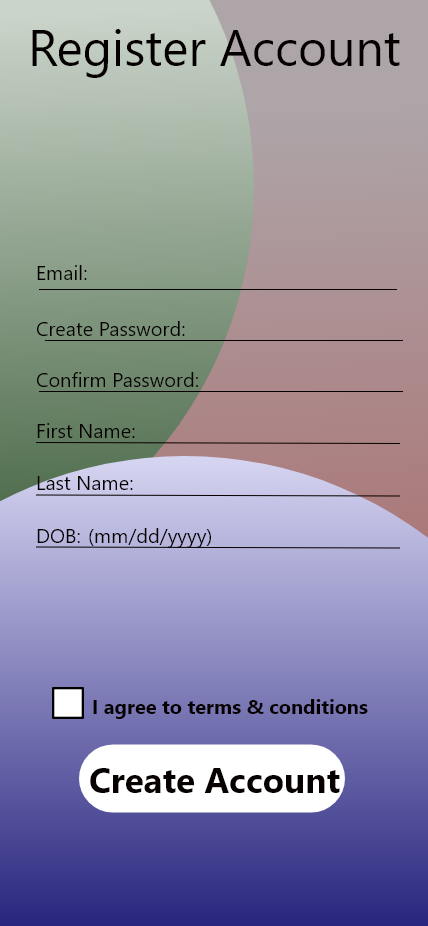 Register Account
Email:
Create Password:
Confirm Password:
First Name:
Last Name:
DOB: (mm/dd/yyyy)
I agree to terms & conditions
Create Account